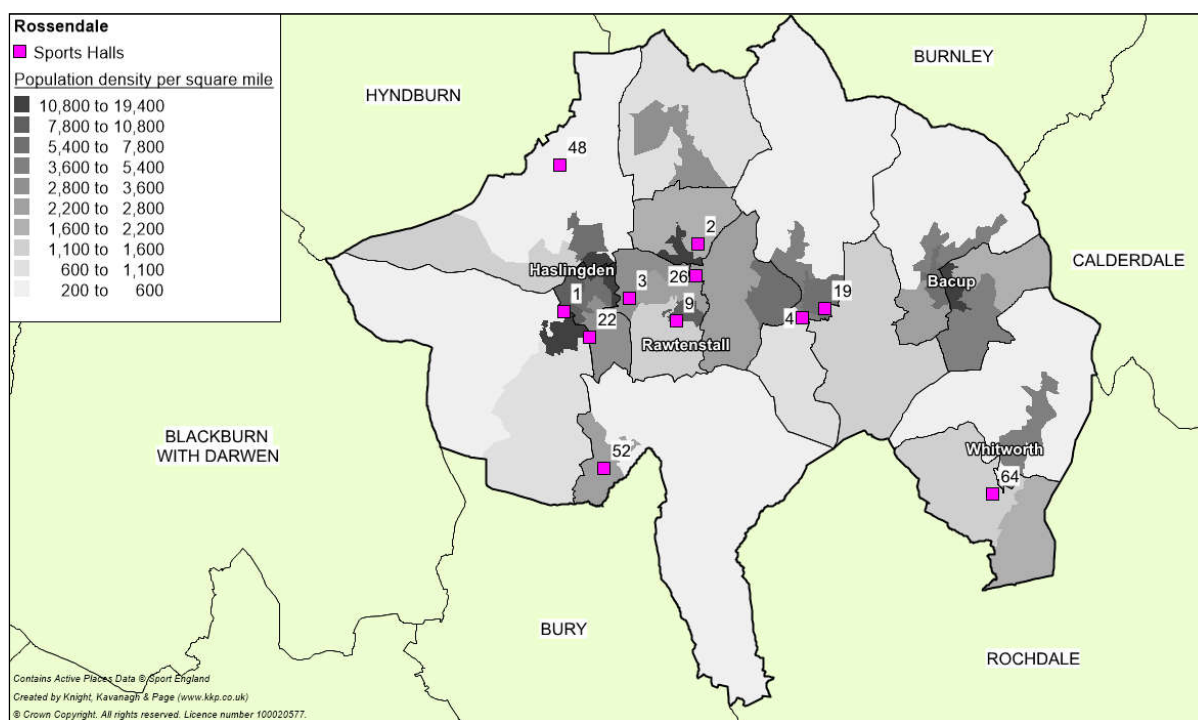 Rossendale
Sports Halls
Population density per square mile
10,800 to 19,400
7,800 to 10,800
5,400 to 7,800
3,600 to 5,400
2,800 to 3,600
2,200 to 2,800
1,600 to 2,200
1,100 to 1,600
600 to 1,100
200 to 600
BURNLEY
HYNDBURN
48
2
CALDERDALE
Haslingden
26
Bacup
1
3
19
9
4
22
Rawtenstall
BLACKBURN
WITH DARWEN
52
Whitworth
64
BURY
ROCHDALE
Contains Active Places Data © Sport England
Created by Knight, Kavanagh & Page (www.kkp.co.uk)
© Crown Copyright. All rights reserved. Licence number 100020577.